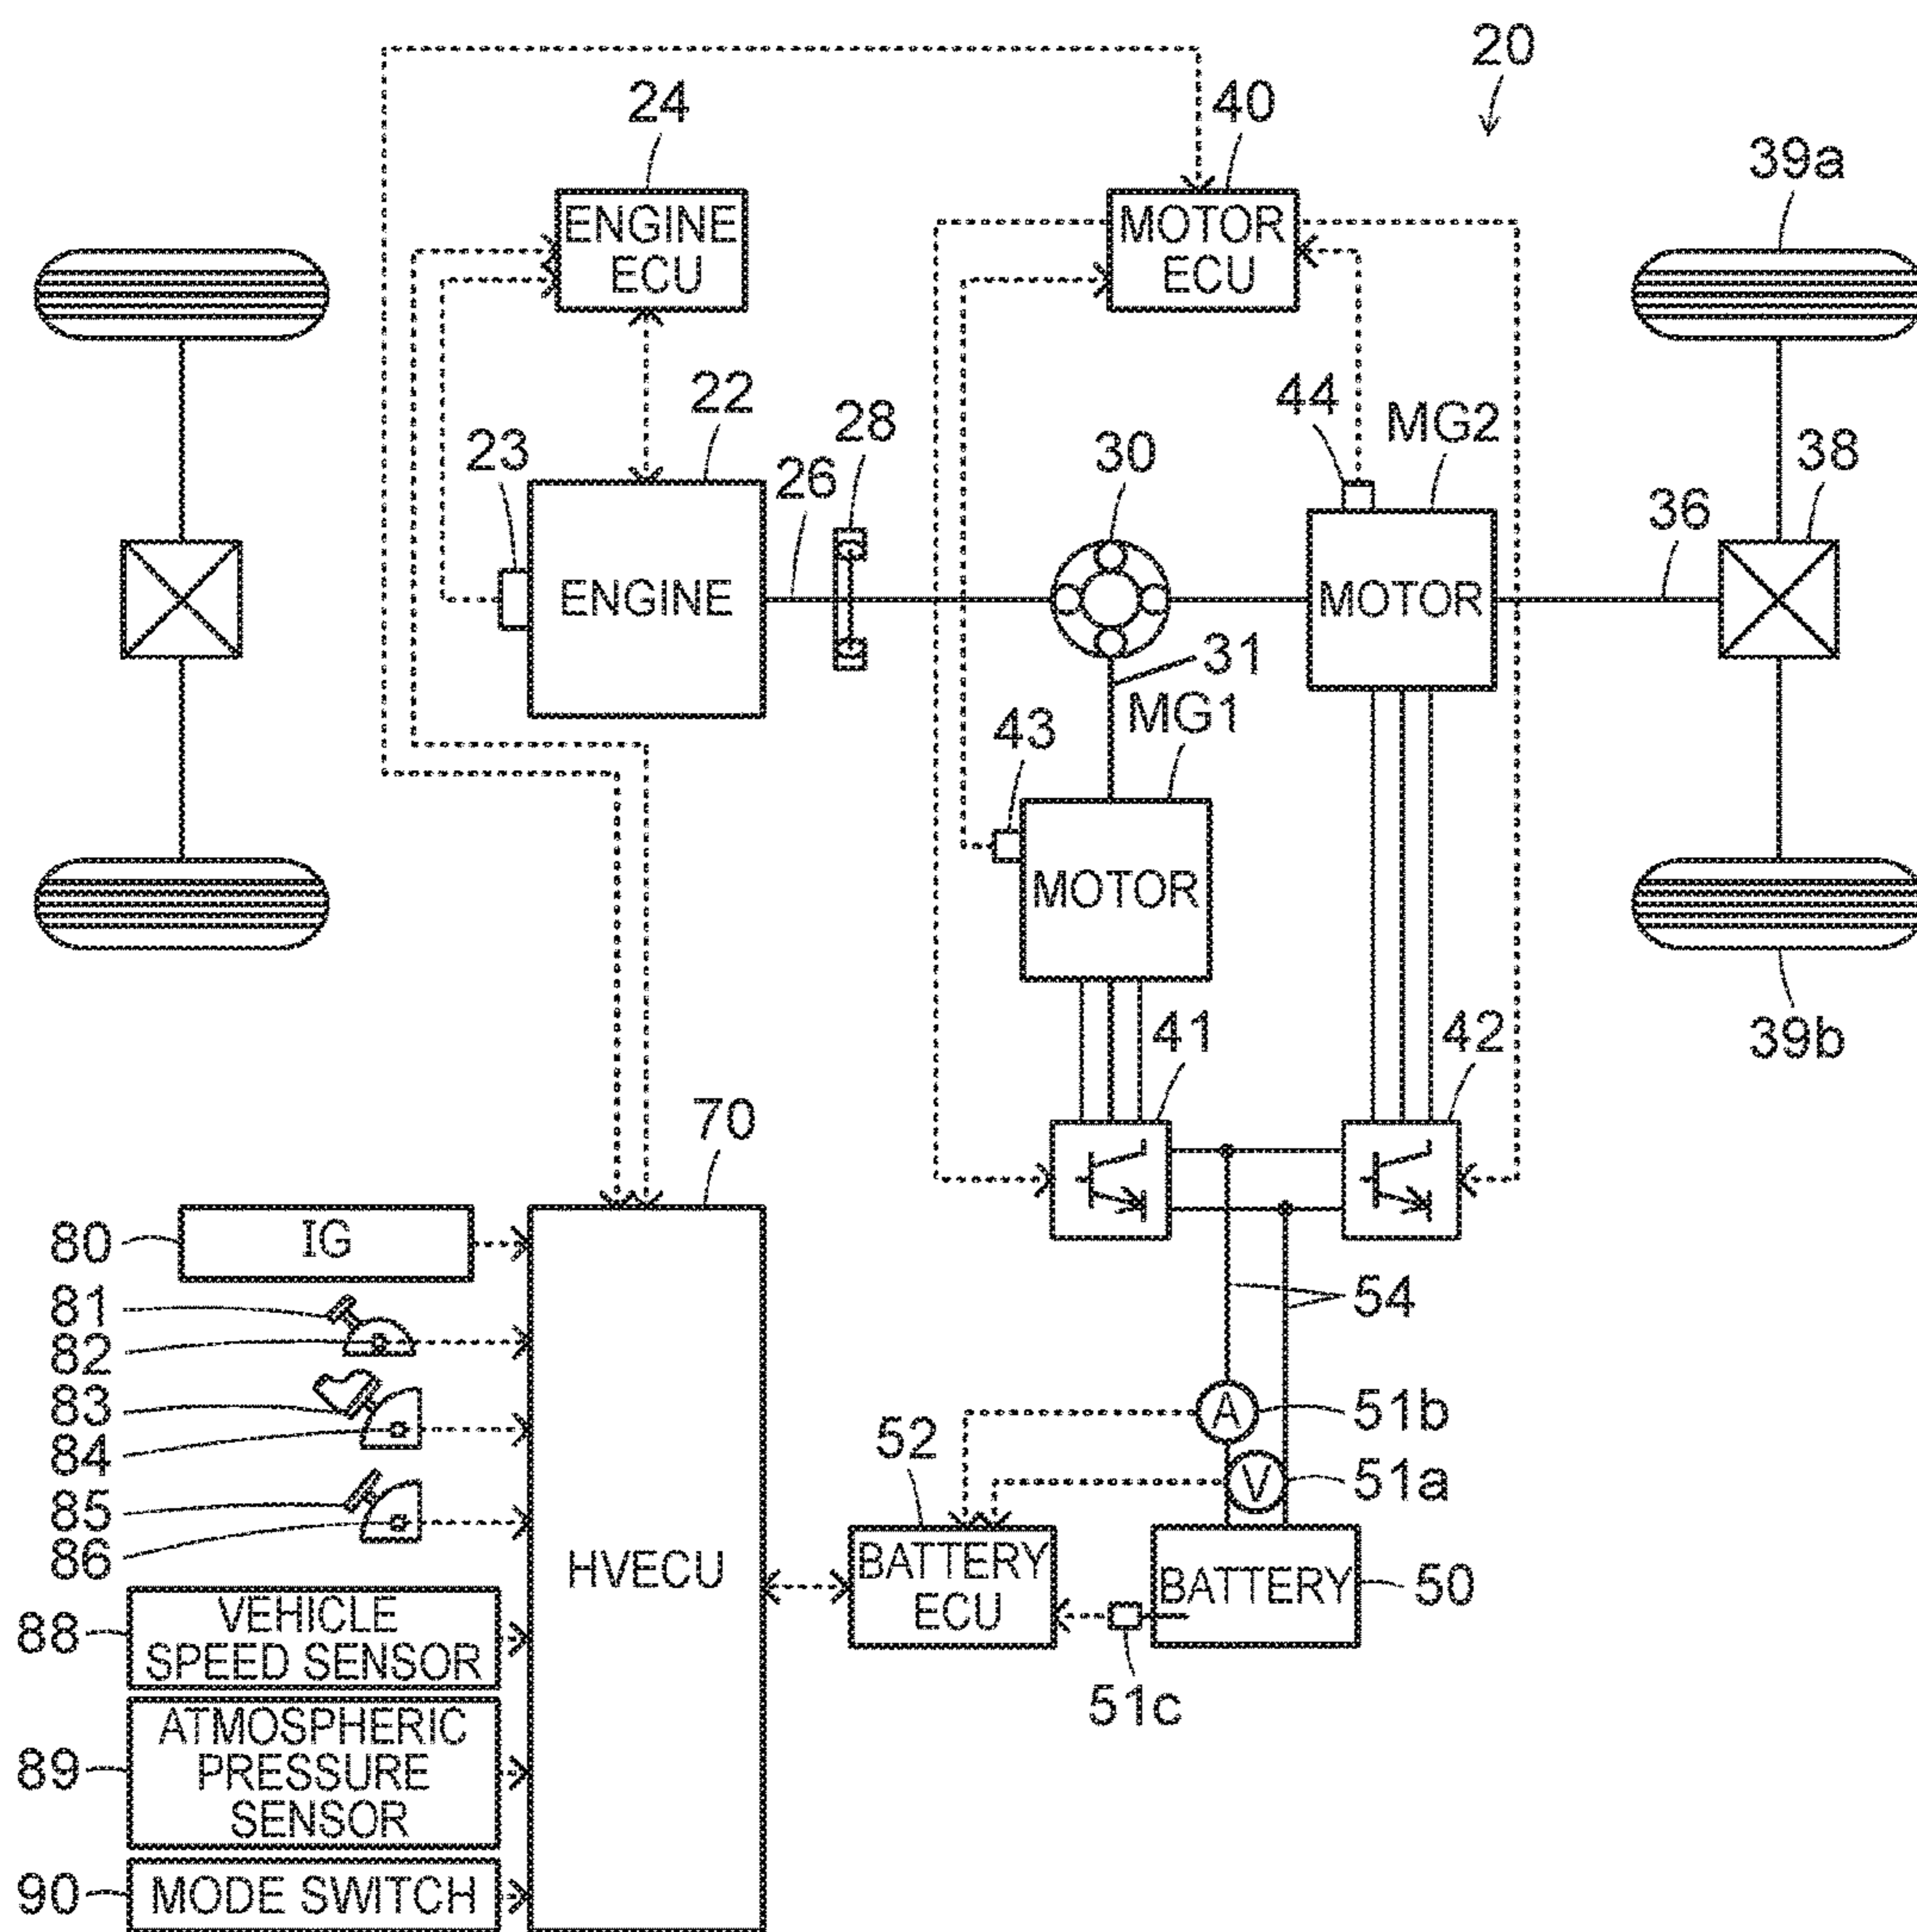 20
24
40
39a
ENGINE
ECU
MOTOR
ECU
22
28
44
MG2
23
26
30
38
36
ENGINE
MOTOR
31
MG1
43
MOTOR
41
42
39b
70
80
IG
81
82
54
83
84
51b
52
51a
85
86
HVECU
BATTERY
ECU
BATTERY
50
88
VEHICLE
SPEED SENSOR
51c
89
ATMOSPHERIC
PRESSURE
SENSOR
90
MODE SWITCH
A
V